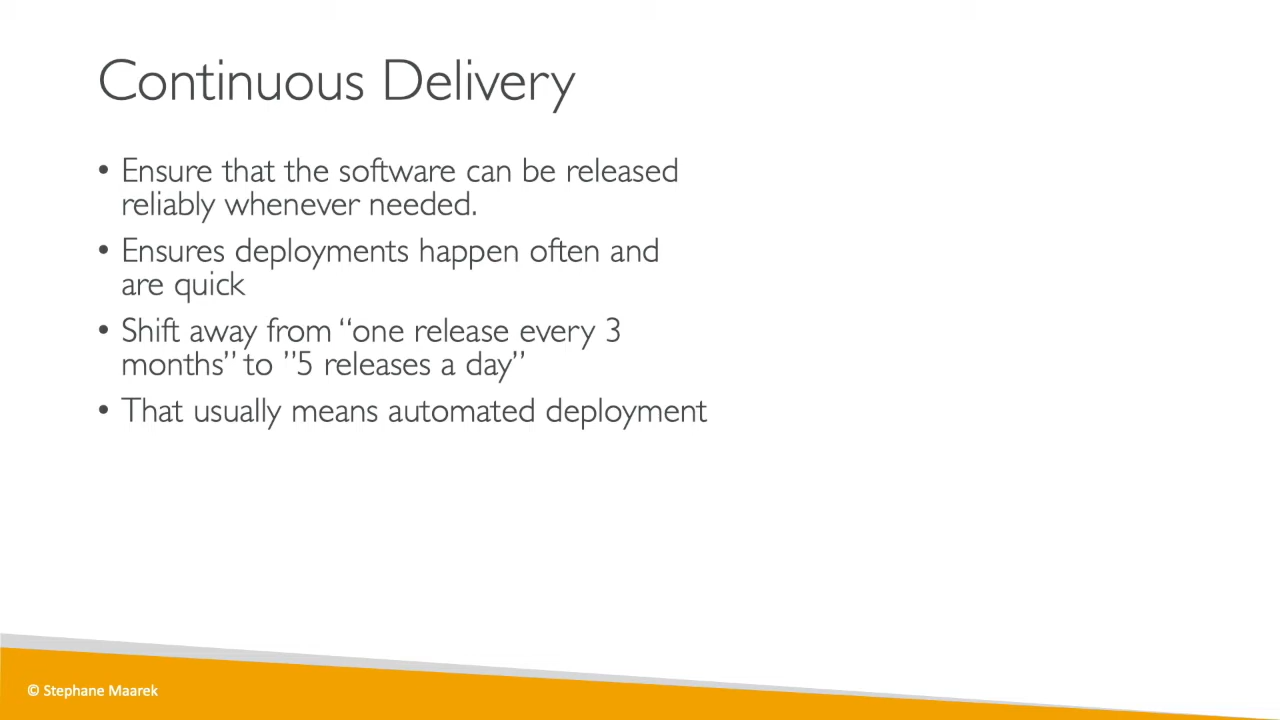 Continuous Delivery
• Ensure that the software can be released
reliably whenever needed.
• Ensures deployments happen often and
are quick
• Shift away from “one release every 3
months” to ”5 releases a day”
• That usually means automated deployment
© Stephane Maarek